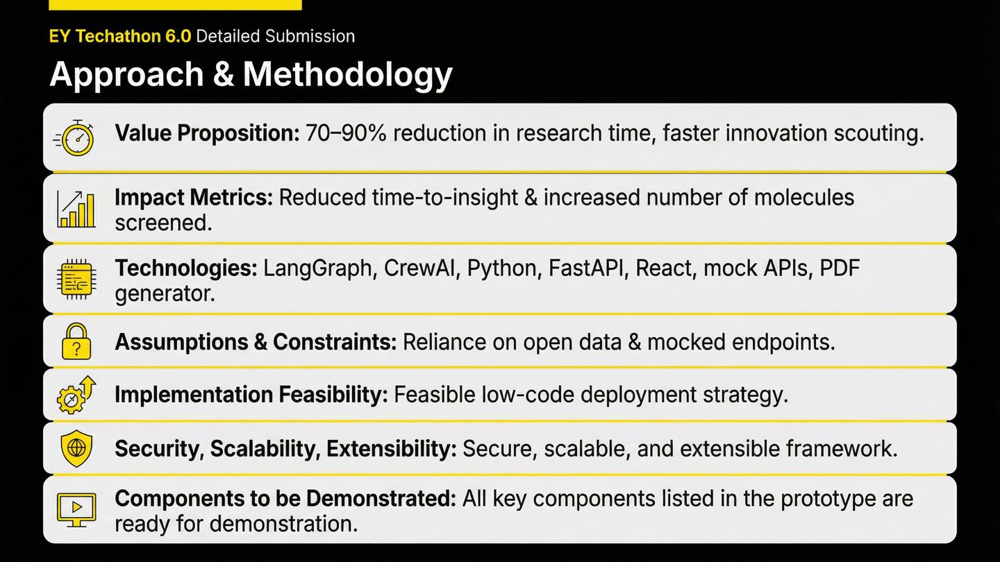 EY Techathon 6.0 Detailed Submission
Approach & Methodology
Value Proposition: 70–90% reduction in research time, faster innovation scouting.
Impact Metrics: Reduced time-to-insight & increased number of molecules
screened.
Technologies: LangGraph, CrewAI, Python, FastAPI, React, mock APIs, PDF
generator.
?
Assumptions & Constraints: Reliance on open data & mocked endpoints.
Implementation Feasibility: Feasible low-code deployment strategy.
Security, Scalability, Extensibility: Secure, scalable, and extensible framework.
Components to be Demonstrated: All key components listed in the prototype are
ready for demonstration.